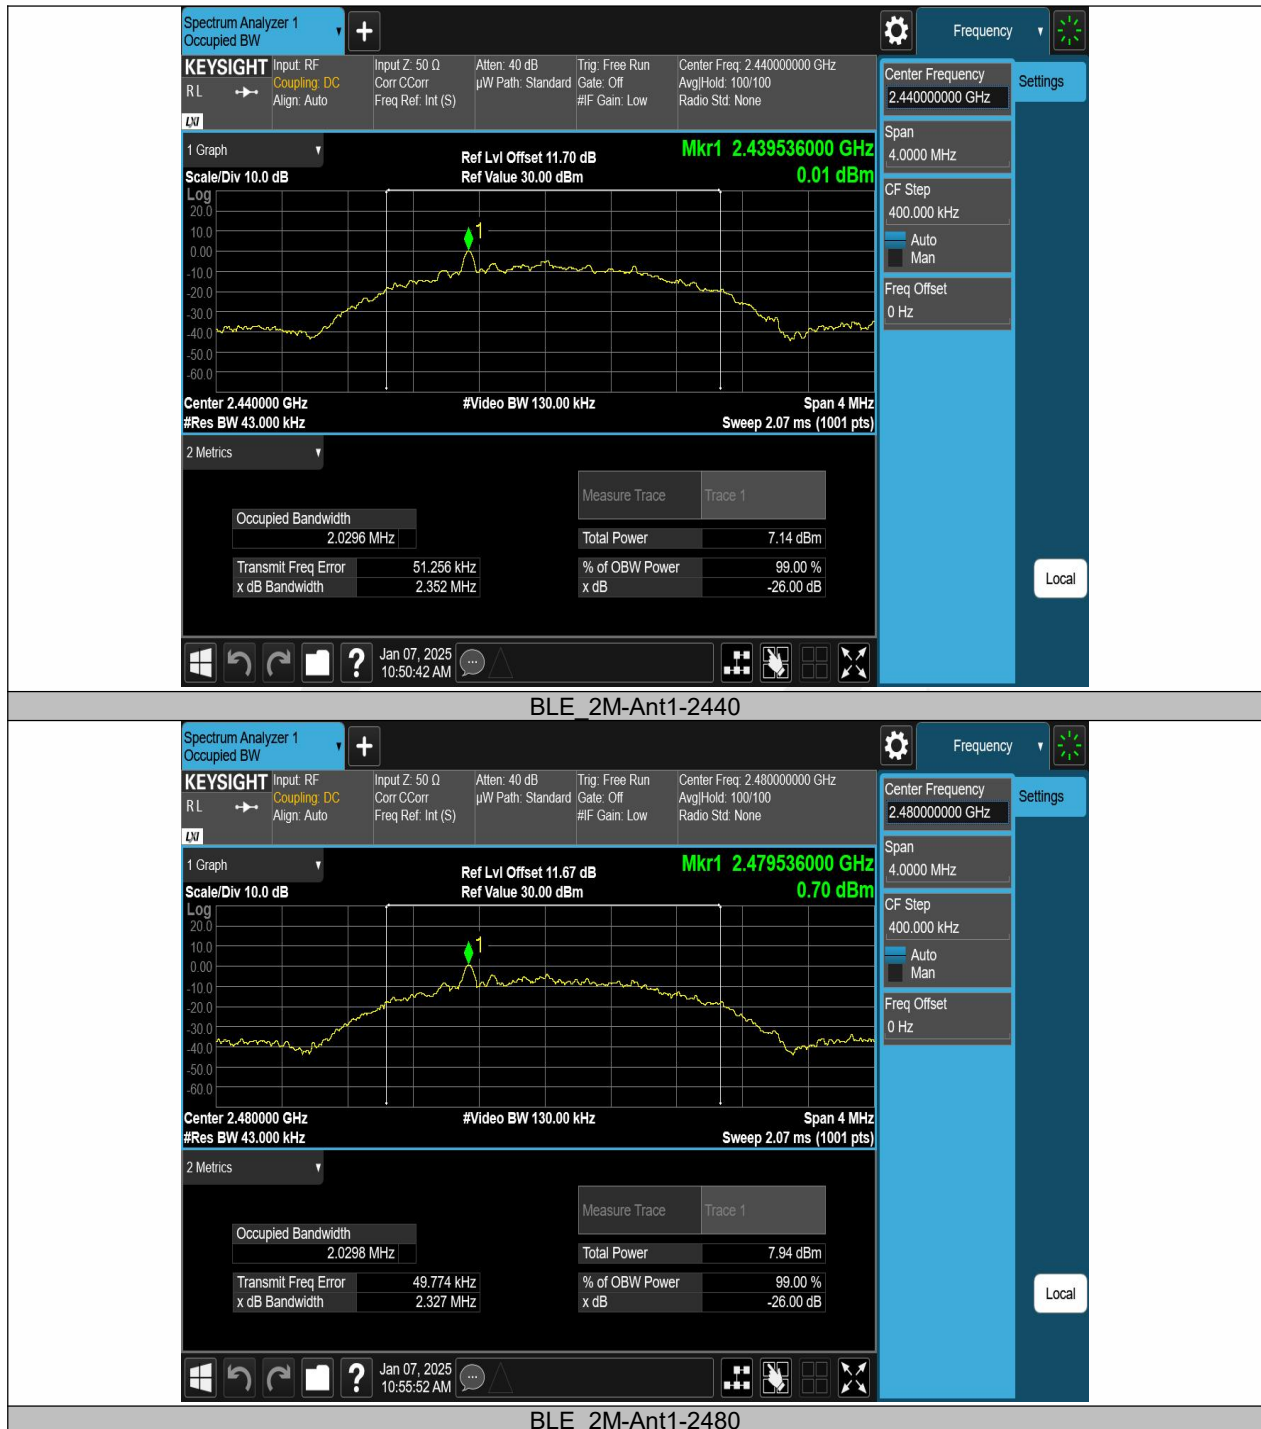 Spectrum Analyzer 1
Occupied BW
Frequency
KEYSIGHT
RL
LXI
Input: RF
Coupling: DC
Align: Auto
Input Z: 50 Ω
Corr CCorr
Freq Ref: Int (S)
Atten: 40 dB
µW Path: Standard
Trig: Free Run
Gate: Off
#IF Gain: Low
Center Freq: 2.440000000 GHz
Avg|Hold: 100/100
Radio Std: None
Center Frequency
2.440000000 GHz
Settings
Span
4.0000 MHz
CF Step
400.000 kHz
Auto
Man
Freq Offset
0 Hz
Local
1 Graph
Scale/Div 10.0 dB
Ref Lvl Offset 11.70 dB
Ref Value 30.00 dBm
Mkr1 2.439536000 GHz
0.01 dBm
Log
20.0
10.0
0.00
-10.0
-20.0
-30.0
-40.0
-50.0
-60.0
1
Center 2.440000 GHz
#Video BW 130.00 kHz
Span 4 MHz
#Res BW 43.000 kHz
Sweep 2.07 ms (1001 pts)
2 Metrics
Measure Trace Trace 1
Occupied Bandwidth
2.0296 MHz
Total Power 7.14 dBm
Transmit Freq Error 51.256 kHz
% of OBW Power 99.00 %
x dB Bandwidth 2.352 MHz
x dB -26.00 dB
?
Jan 07, 2025
10:50:42 AM
BLE_2M-Ant1-2440
Spectrum Analyzer 1
Occupied BW
Frequency
KEYSIGHT
RL
LXI
Input: RF
Coupling: DC
Align: Auto
Input Z: 50 Ω
Corr CCorr
Freq Ref: Int (S)
Atten: 40 dB
µW Path: Standard
Trig: Free Run
Gate: Off
#IF Gain: Low
Center Freq: 2.480000000 GHz
Avg|Hold: 100/100
Radio Std: None
Center Frequency
2.480000000 GHz
Settings
Span
4.0000 MHz
CF Step
400.000 kHz
Auto
Man
Freq Offset
0 Hz
Local
1 Graph
Scale/Div 10.0 dB
Ref Lvl Offset 11.67 dB
Ref Value 30.00 dBm
Mkr1 2.479536000 GHz
0.70 dBm
Log
20.0
10.0
0.00
-10.0
-20.0
-30.0
-40.0
-50.0
-60.0
1
Center 2.480000 GHz
#Video BW 130.00 kHz
Span 4 MHz
#Res BW 43.000 kHz
Sweep 2.07 ms (1001 pts)
2 Metrics
Measure Trace Trace 1
Occupied Bandwidth
2.0298 MHz
Total Power 7.94 dBm
Transmit Freq Error 49.774 kHz
% of OBW Power 99.00 %
x dB Bandwidth 2.327 MHz
x dB -26.00 dB
?
Jan 07, 2025
10:55:52 AM
BLE_2M-Ant1-2480